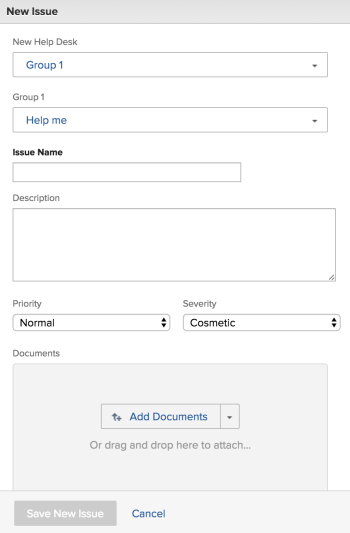 New Issue
New Help Desk
Group 1
Group 1
Help me
Issue Name
Description
Priority
Severity
Normal
Cosmetic
Documents
Add Documents
Or drag and drop here to attach...
Save New Issue
Cancel